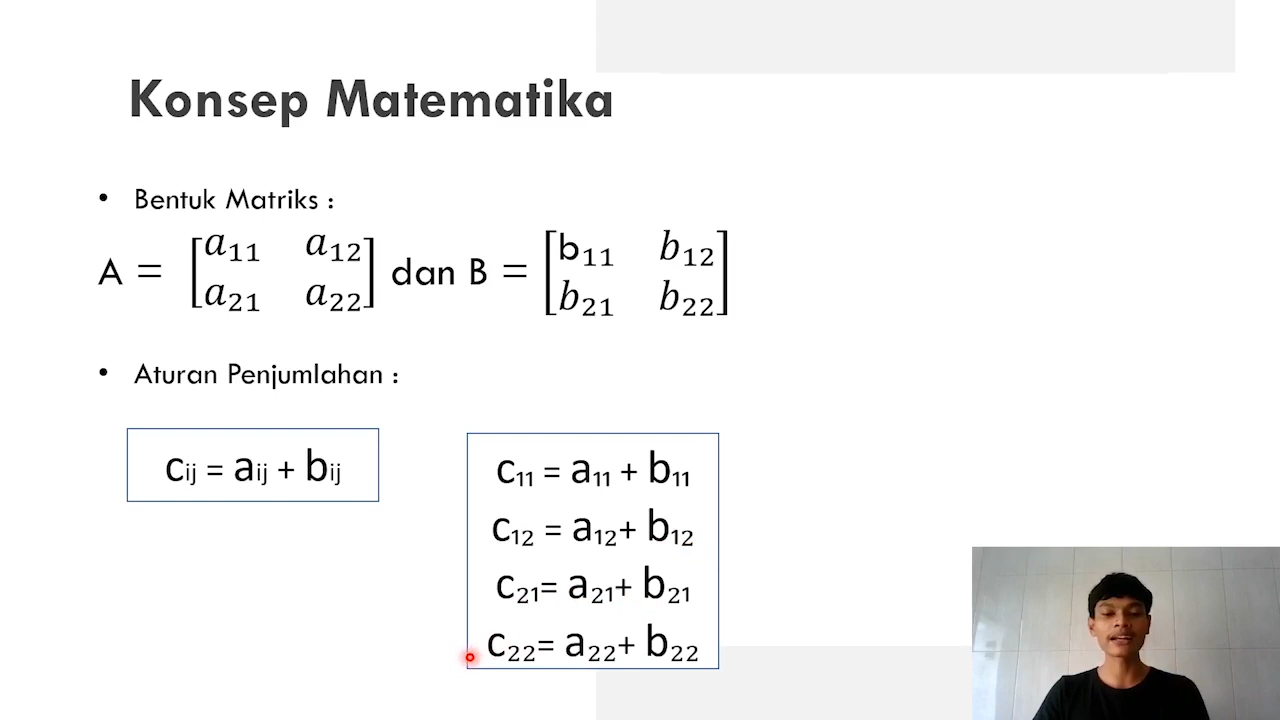 Konsep Matematika
• Bentuk Matriks :
A = [a₁₁ a₁₂
a₂₁ a₂₂] dan B = [b₁₁ b₁₂
b₂₁ b₂₂]
• Aturan Penjumlahan :
cᵢⱼ = aᵢⱼ + bᵢⱼ
c₁₁ = a₁₁ + b₁₁
c₁₂ = a₁₂+ b₁₂
c₂₁= a₂₁+ b₂₁
c₂₂= a₂₂+ b₂₂